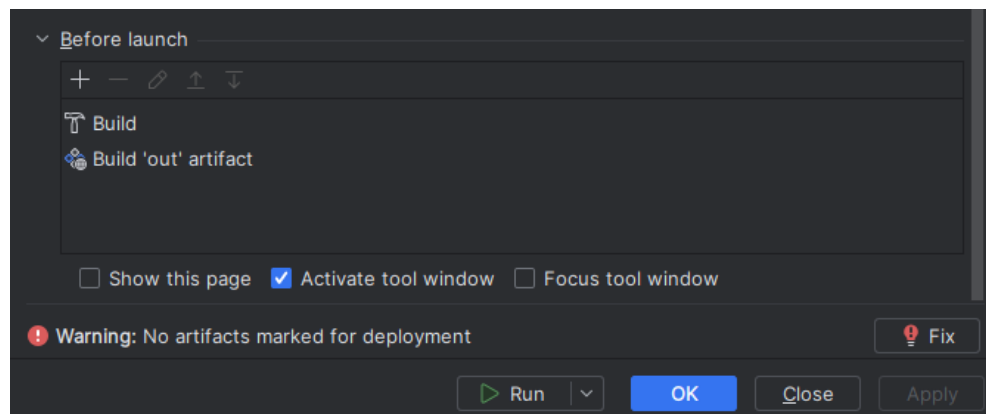 Before launch
Build
Build 'out' artifact
Show this page Activate tool window Focus tool window
Warning: No artifacts marked for deployment Fix
Run OK Close Apply